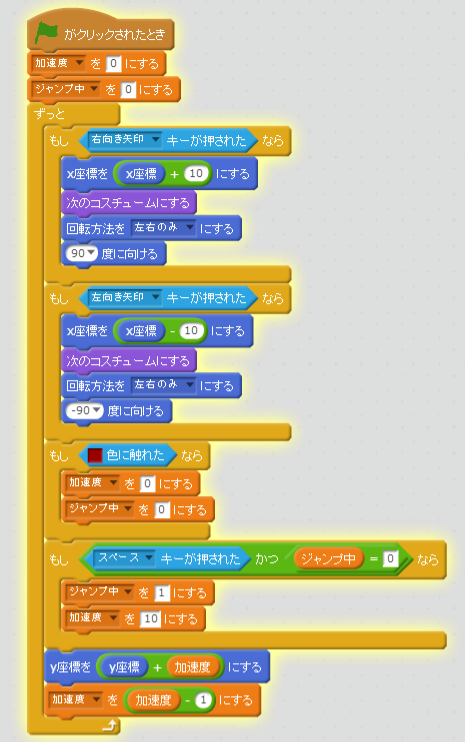 がクリックされたとき
加速度 を 0 にする
ジャンプ中 を 0 にする
ずっと
もし 右向き矢印 キーが押された なら
x座標を x座標 + 10 にする
次のコスチュームにする
回転方法を 左右のみ にする
90 度に向ける
もし 左向き矢印 キーが押された なら
x座標を x座標 - 10 にする
次のコスチュームにする
回転方法を 左右のみ にする
-90 度に向ける
もし 色に触れた なら
加速度 を 0 にする
ジャンプ中 を 0 にする
もし スペース キーが押された かつ ジャンプ中 = 0 なら
ジャンプ中 を 1 にする
加速度 を 10 にする
y座標を y座標 + 加速度 にする
加速度 を 加速度 - 1 にする